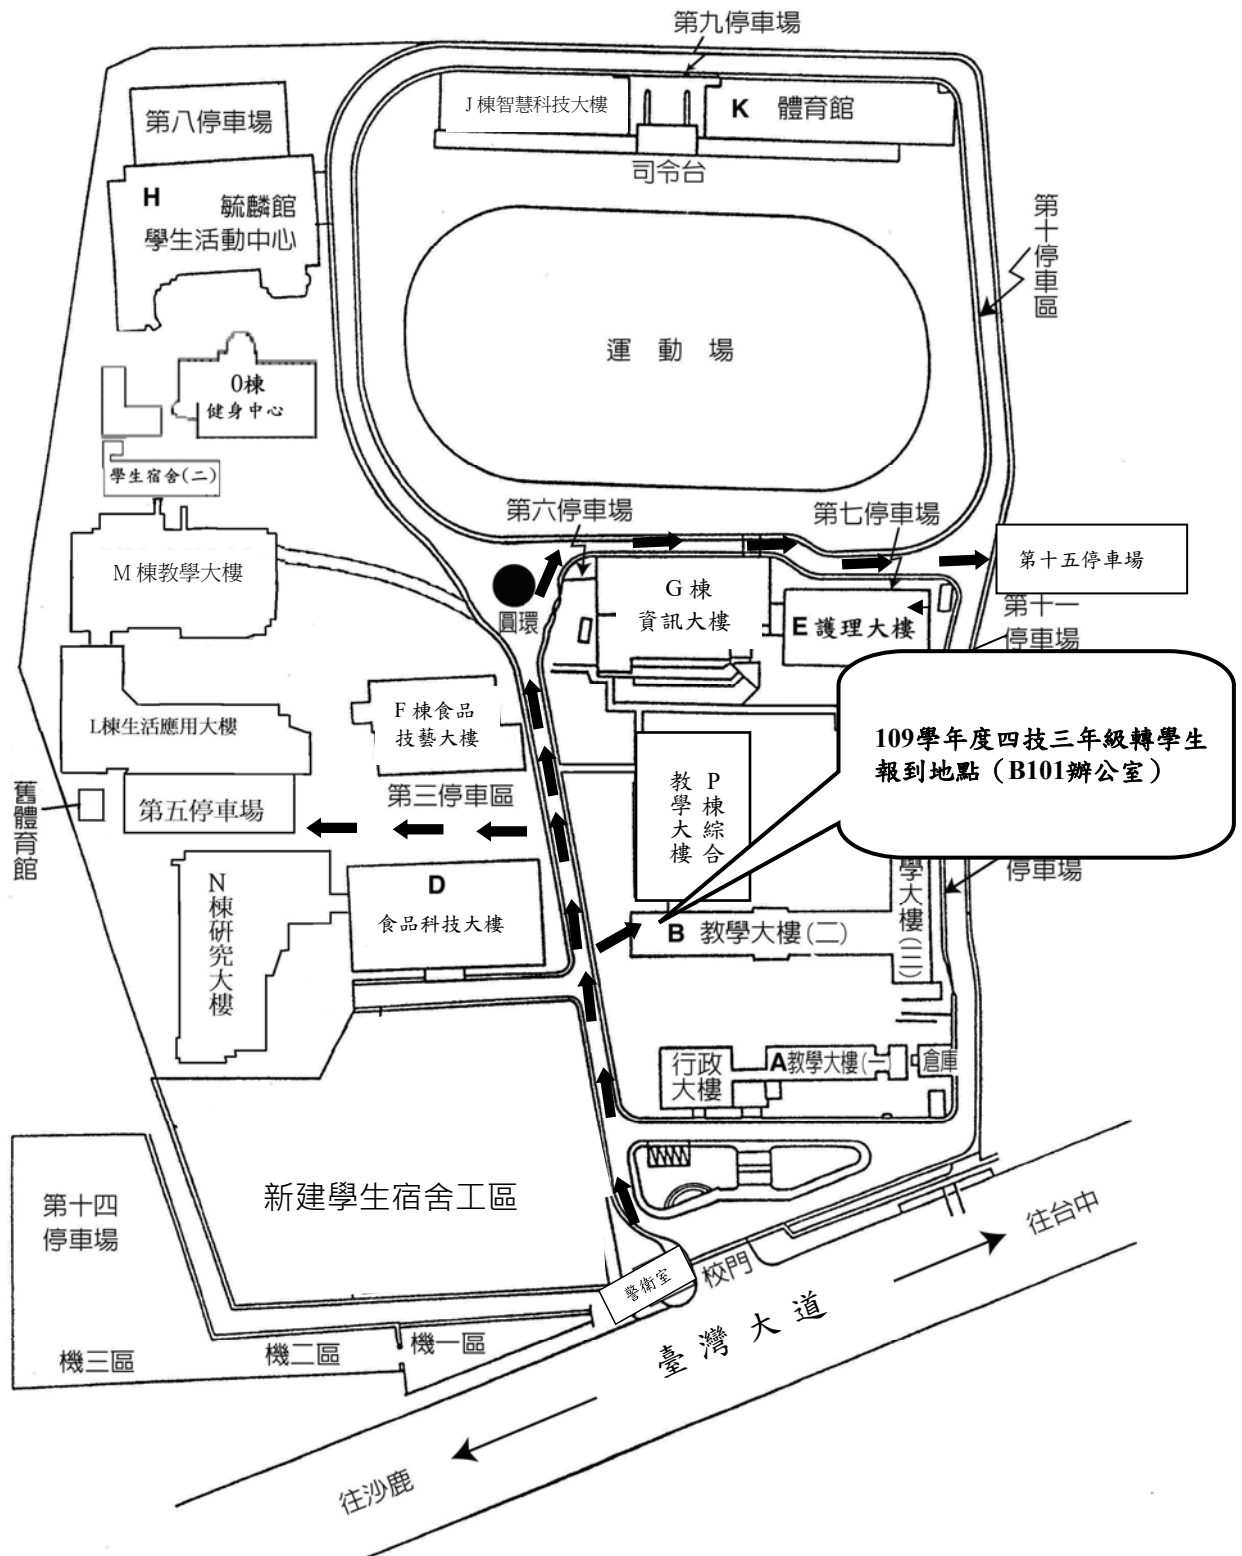 第九停車場
第八停車場
J棟智慧科技大樓
K 體育館
司令台
H 毓麟館
學生活動中心
第十停車區
運動場
O棟
健身中心
學生宿舍(二)
第六停車場
第七停車場
M棟教學大樓
圓環
G棟
資訊大樓
E護理大樓
第十五停車場
第十一
停車場
L棟生活應用大樓
F棟食品
技藝大樓
109學年度四技三年級轉學生
報到地點（B101辦公室）
P棟綜合
教學大樓
第三停車區
第五停車場
舊體育館
停車場
N棟研究大樓
D
食品科技大樓
B 教學大樓(二)
學大樓(三)
行政
大樓
A教學大樓(一)
倉庫
新建學生宿舍工區
第十四
停車場
往台中
校門
警衛室
臺灣大道
機一區
機二區
機三區
往沙鹿